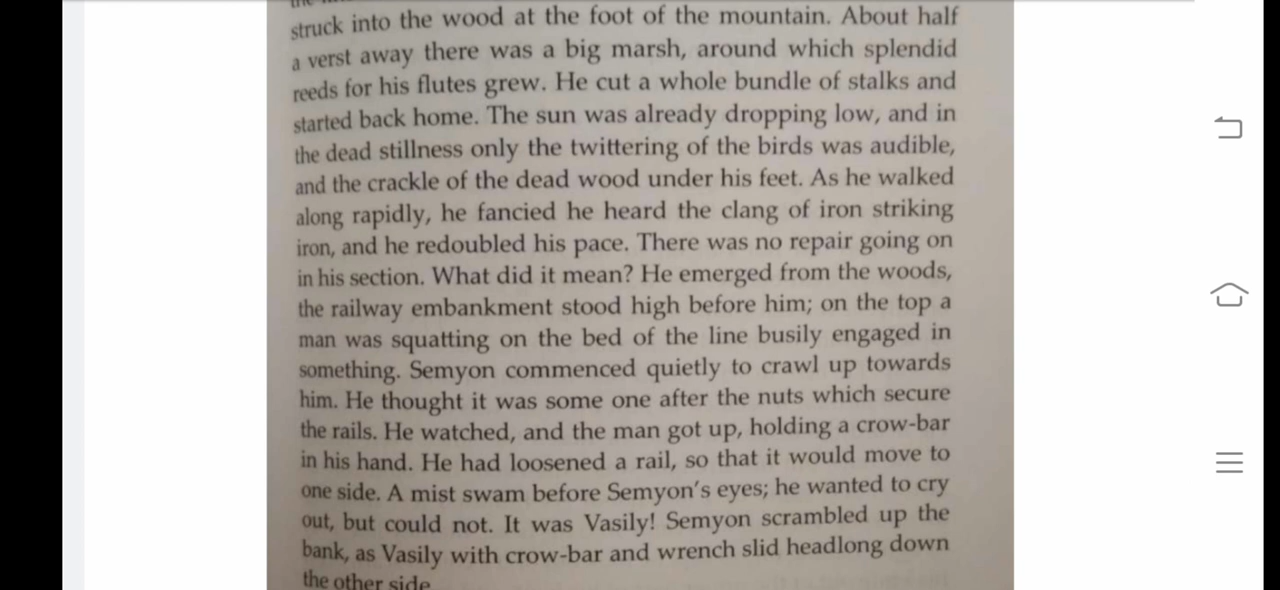 struck into the wood at the foot of the mountain. About half
a verst away there was a big marsh, around which splendid
reeds for his flutes grew. He cut a whole bundle of stalks and
started back home. The sun was already dropping low, and in
the dead stillness only the twittering of the birds was audible,
and the crackle of the dead wood under his feet. As he walked
along rapidly, he fancied he heard the clang of iron striking
iron, and he redoubled his pace. There was no repair going on
in his section. What did it mean? He emerged from the woods,
the railway embankment stood high before him; on the top a
man was squatting on the bed of the line busily engaged in
something. Semyon commenced quietly to crawl up towards
him. He thought it was some one after the nuts which secure
the rails. He watched, and the man got up, holding a crow-bar
in his hand. He had loosened a rail, so that it would move to
one side. A mist swam before Semyon's eyes; he wanted to cry
out, but could not. It was Vasily! Semyon scrambled up the
bank, as Vasily with crow-bar and wrench slid headlong down
the other side